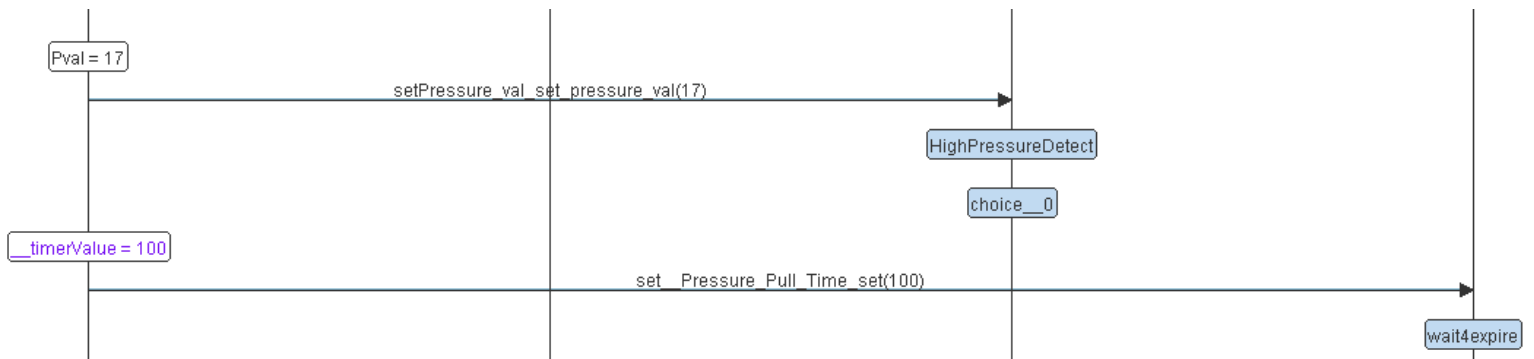 Pval = 17
setPressure_val_set_pressure_val(17)
HighPressureDetect
choice__0
__timerValue = 100
set__Pressure_Pull_Time_set(100)
wait4expire